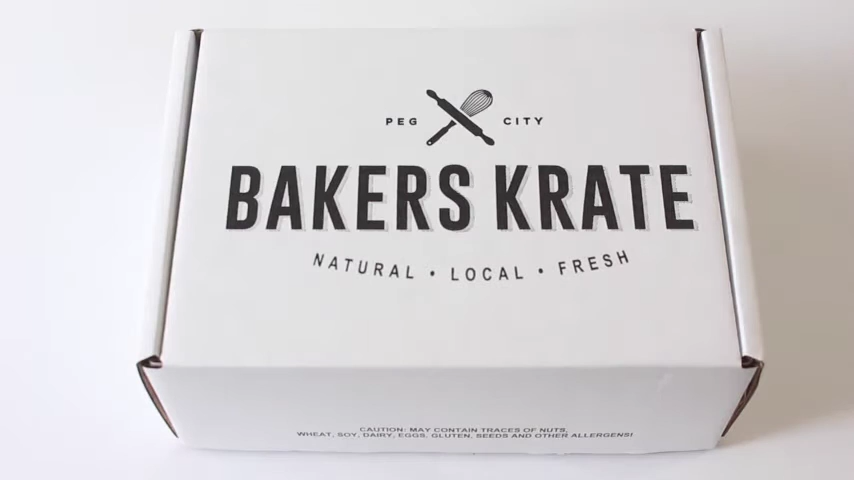 PEG CITY
BAKERS KRATE
NATURAL • LOCAL • FRESH
CAUTION: MAY CONTAIN TRACES OF NUTS,
WHEAT, SOY, DAIRY, EGGS, GLUTEN, SEEDS AND OTHER ALLERGENS!